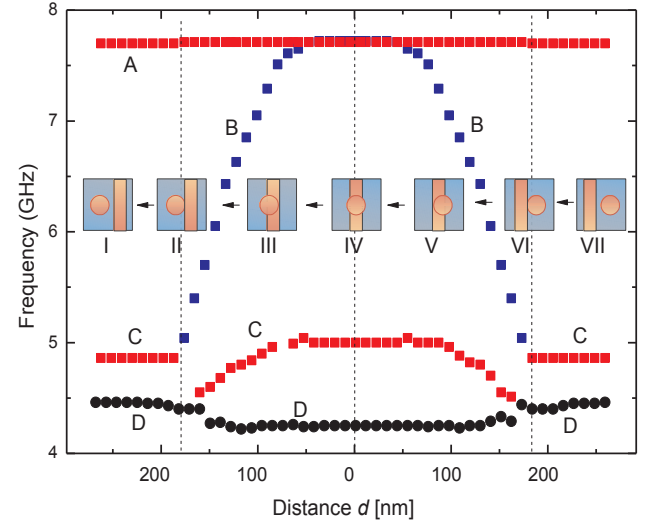 8
A
B
B
7
Frequency (GHz)
6
I
II
III
IV
V
VI
VII
5
C
C
C
D
D
D
4
200
100
0
100
200
Distance d [nm]